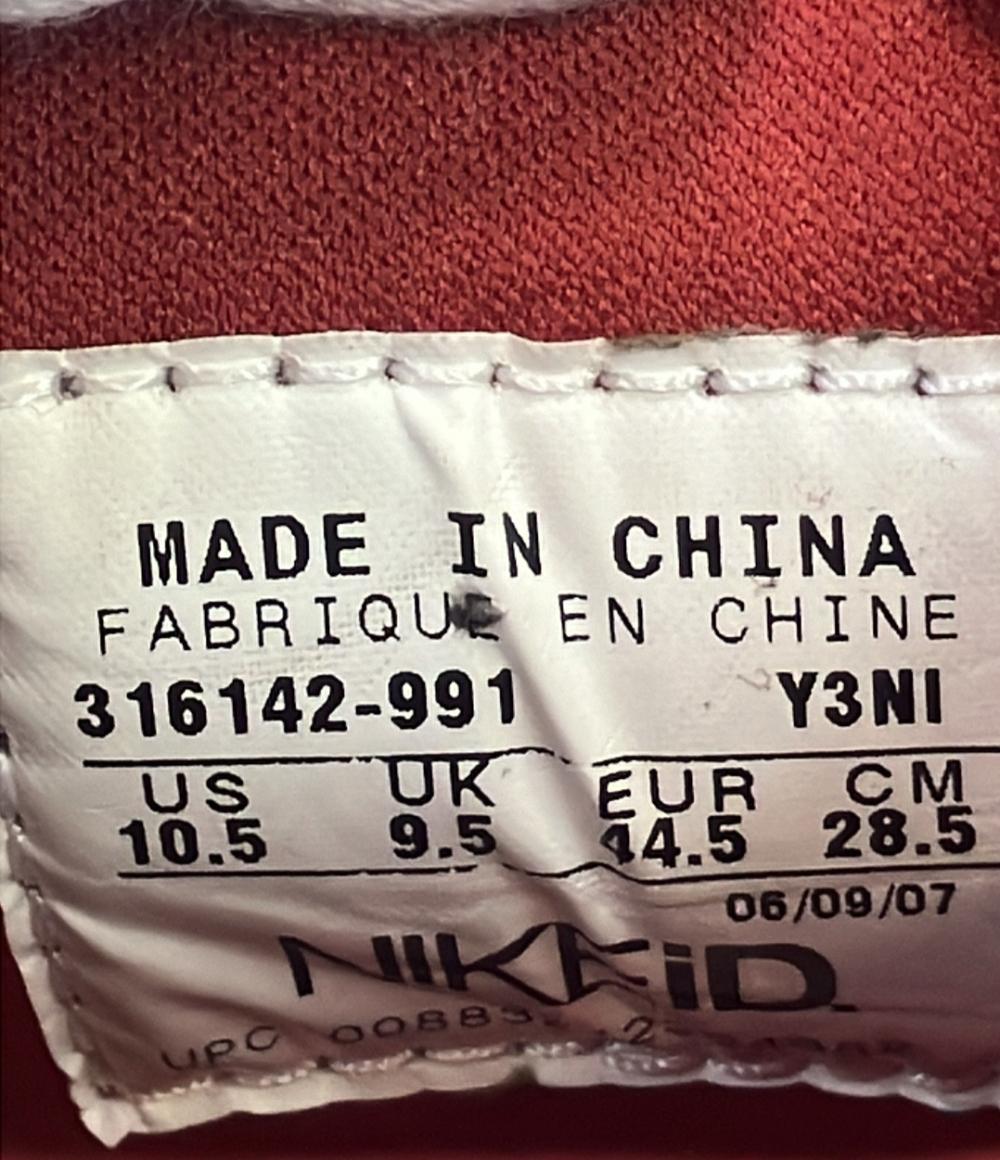 MADE IN CHINA
FABRIQUE EN CHINE
316142-991 Y3NI
US UK EUR CM
10.5 9.5 44.5 28.5
06/09/07
NIKEiD.
UPC